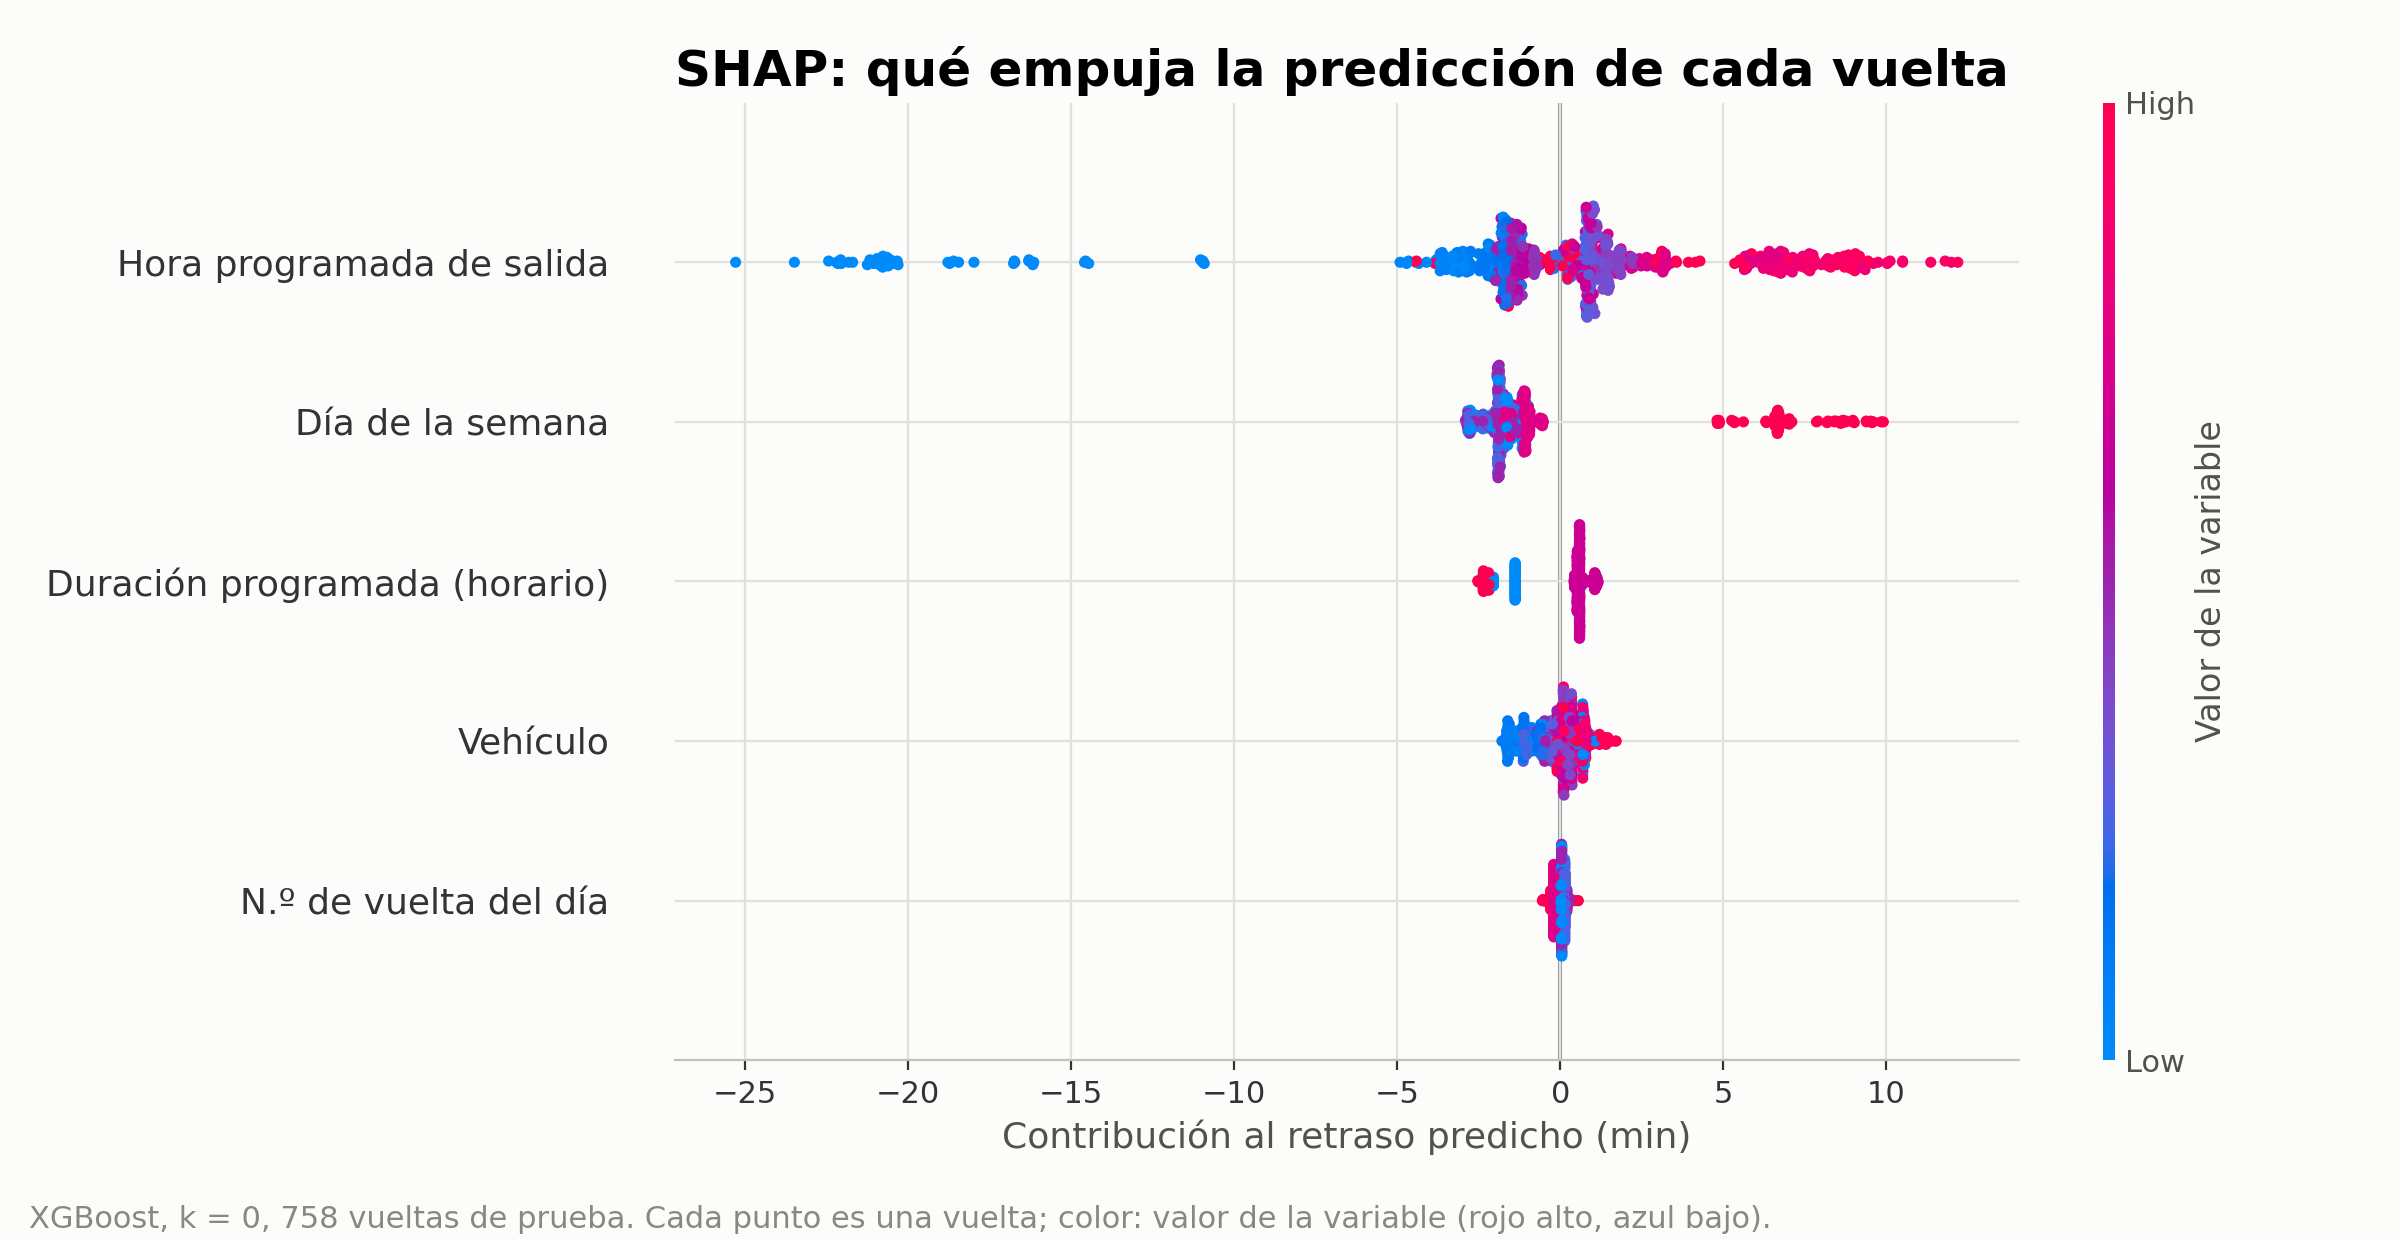 SHAP: qué empuja la predicción de cada vuelta
High
Hora programada de salida
Día de la semana
Duración programada (horario)
Vehículo
N.º de vuelta del día
Valor de la variable
Low
−25 −20 −15 −10 −5 0 5 10
Contribución al retraso predicho (min)
XGBoost, k = 0, 758 vueltas de prueba. Cada punto es una vuelta; color: valor de la variable (rojo alto, azul bajo).